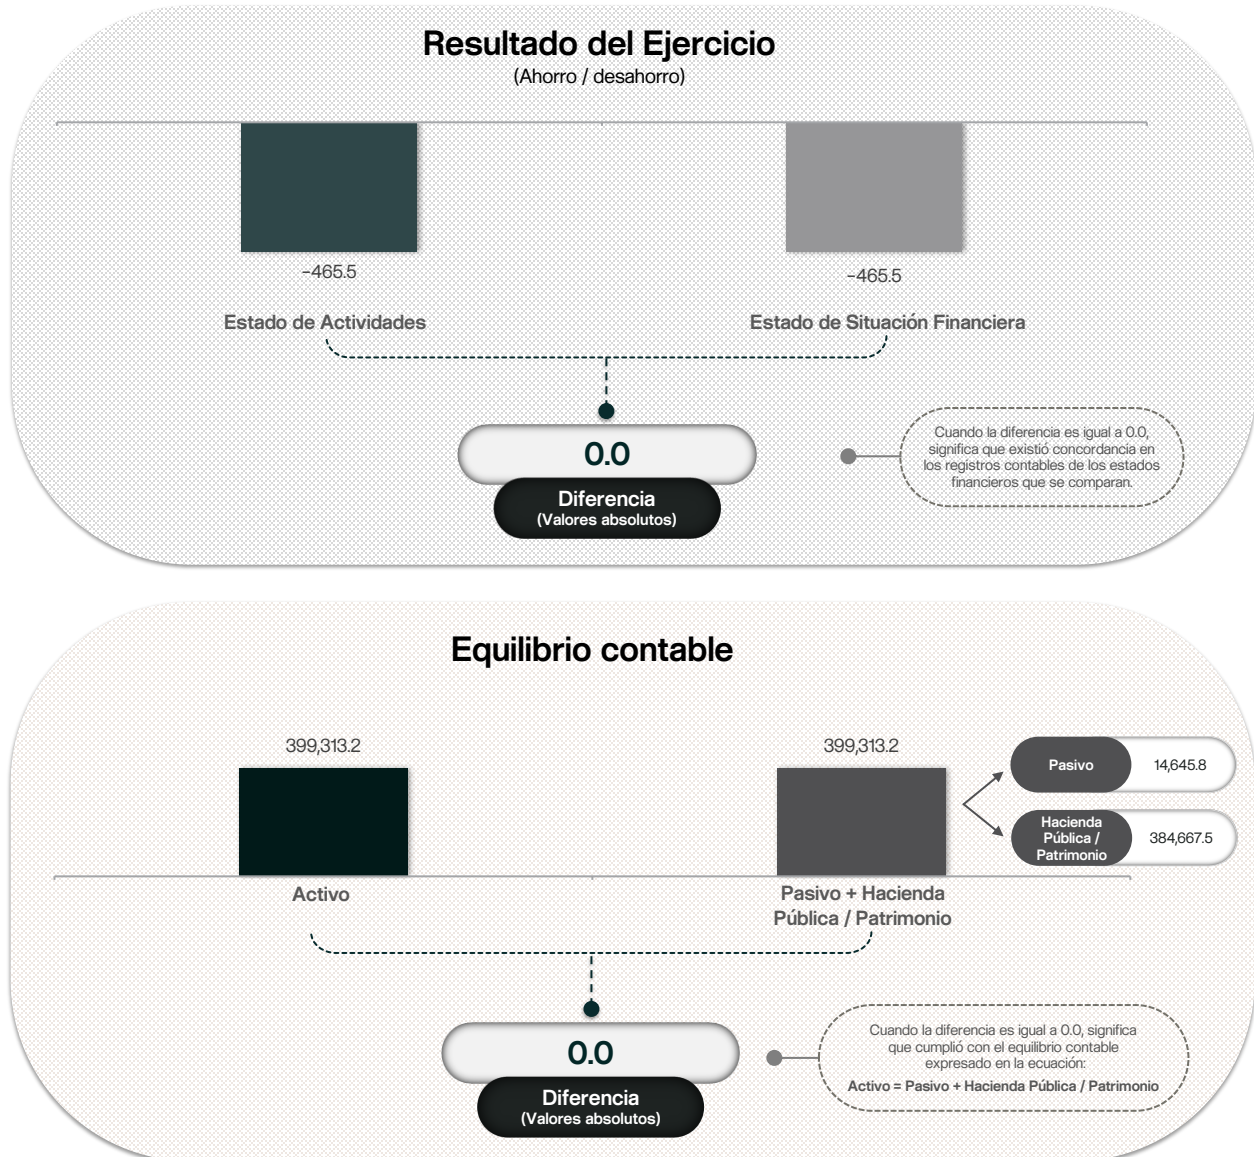 Resultado del Ejercicio
(Ahorro / desahorro)
-465.5
-465.5
Estado de Actividades
Estado de Situación Financiera
0.0
Diferencia
(Valores absolutos)
Cuando la diferencia es igual a 0.0,
significa que existió concordancia en
los registros contables de los estados
financieros que se comparan.
Equilibrio contable
399,313.2
399,313.2
Pasivo
14,645.8
Hacienda
Pública /
Patrimonio
384,667.5
Activo
Pasivo + Hacienda
Pública / Patrimonio
0.0
Diferencia
(Valores absolutos)
Cuando la diferencia es igual a 0.0, significa
que cumplió con el equilibrio contable
expresado en la ecuación:
Activo = Pasivo + Hacienda Pública / Patrimonio